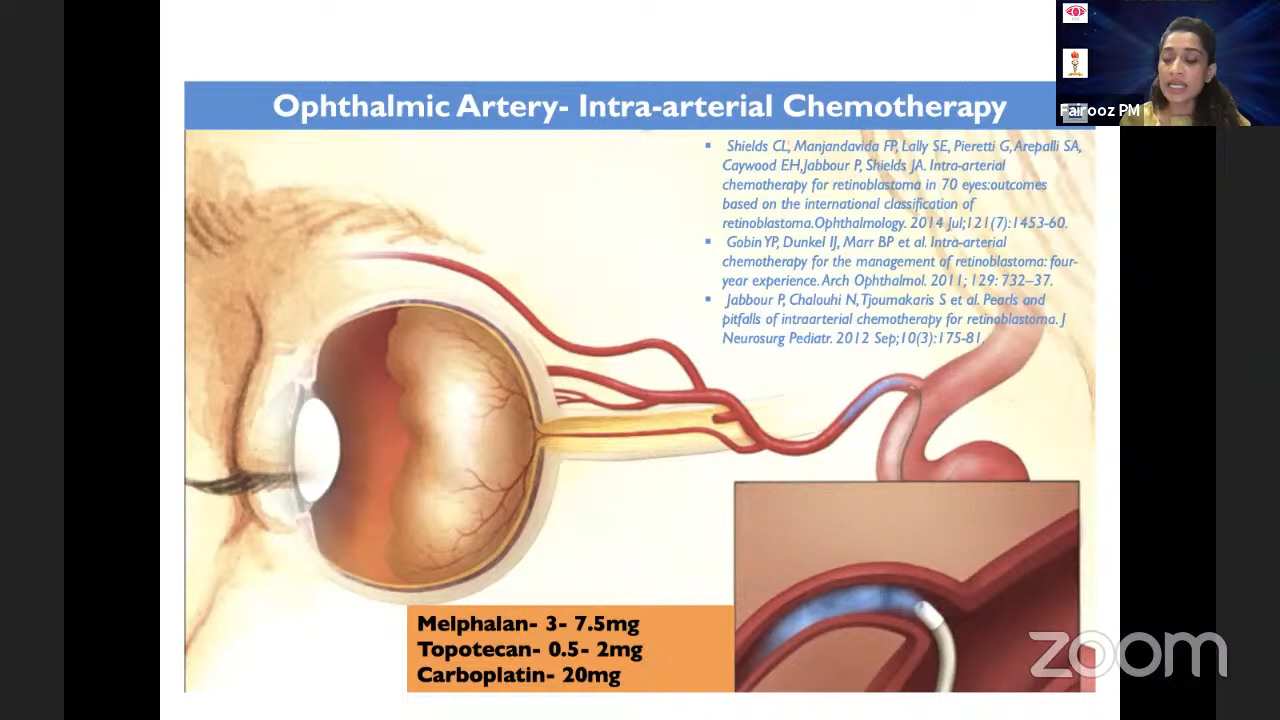 Ophthalmic Artery- Intra-arterial Chemotherapy
Fairooz PM
▪ Shields CL, Manjandavida FP, Lally SE, Pieretti G, Arepalli SA,
Caywood EH,Jabbour P, Shields JA. Intra-arterial
chemotherapy for retinoblastoma in 70 eyes:outcomes
based on the international classification of
retinoblastoma.Ophthalmology. 2014 Jul;121(7):1453-60.
▪ Gobin YP, Dunkel IJ, Marr BP et al. Intra-arterial
chemotherapy for the management of retinoblastoma: four-
year experience. Arch Ophthalmol. 2011; 129: 732–37.
▪ Jabbour P, Chalouhi N, Tjoumakaris S et al. Pearls and
pitfalls of intraarterial chemotherapy for retinoblastoma. J
Neurosurg Pediatr. 2012 Sep;10(3):175-81.
Melphalan- 3- 7.5mg
Topotecan- 0.5- 2mg
Carboplatin- 20mg
zoom